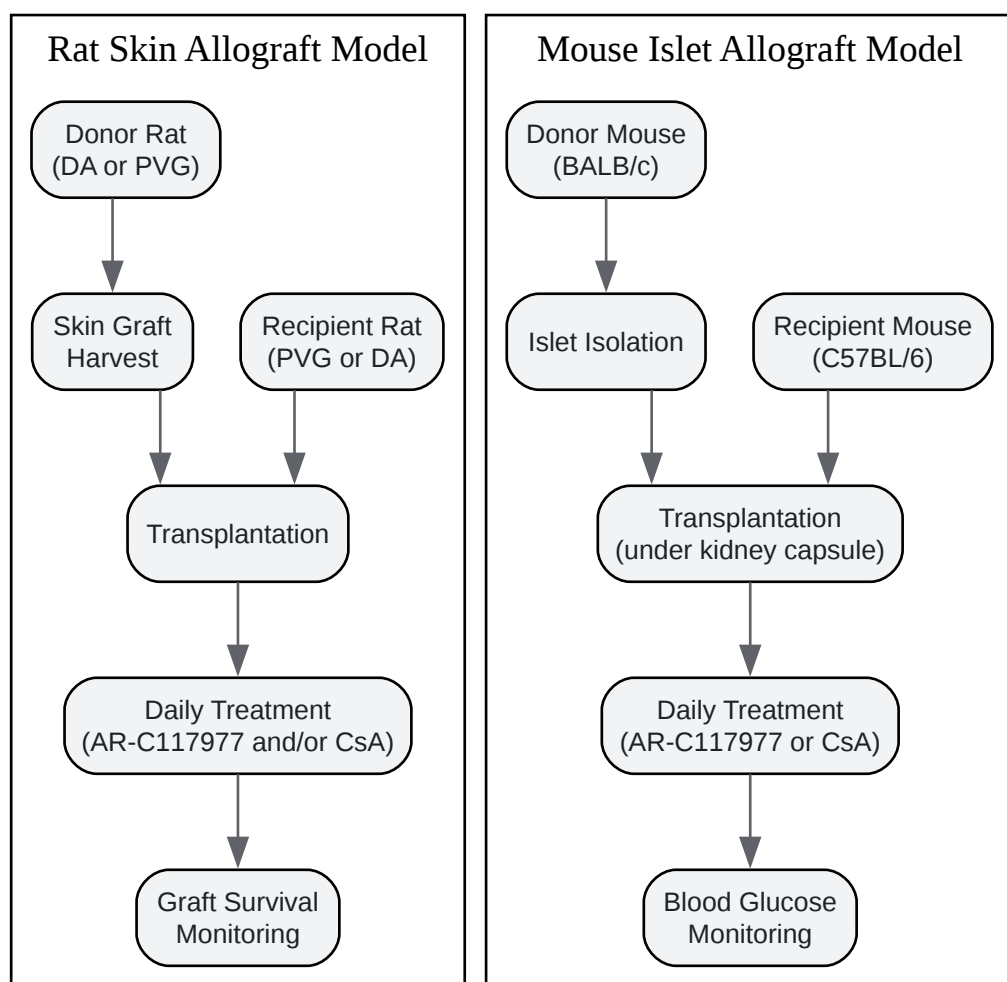 Rat Skin Allograft Model
Donor Rat
(DA or PVG)
Skin Graft
Harvest
Recipient Rat
(PVG or DA)
Transplantation
Daily Treatment
(AR-C117977 and/or CsA)
Graft Survival
Monitoring
Mouse Islet Allograft Model
Donor Mouse
(BALB/c)
Islet Isolation
Recipient Mouse
(C57BL/6)
Transplantation
(under kidney capsule)
Daily Treatment
(AR-C117977 or CsA)
Blood Glucose
Monitoring